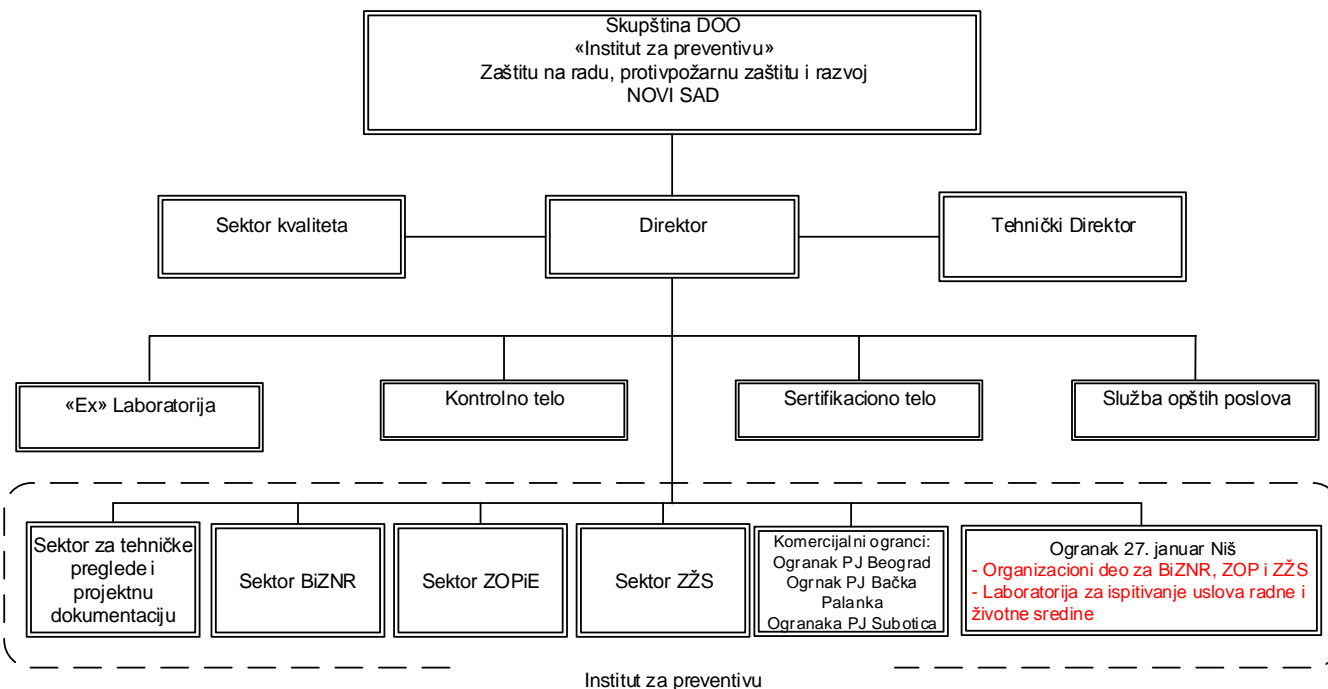 Skupština DOO
«Institut za preventivu»
Zaštitu na radu, protivpožarnu zaštitu i razvoj
NOVI SAD
Sektor kvaliteta
Direktor
Tehnički Direktor
«Ex» Laboratorija
Kontrolno telo
Sertifikaciono telo
Služba opštih poslova
Sektor za tehničke
preglede i
projektnu
dokumentaciju
Sektor BiZNR
Sektor ZOPiE
Sektor ZŽS
Komercijalni ogranci:
Ogranak PJ Beograd
Ogrnak PJ Bačka
Palanka
Ogranaka PJ Subotica
Ogranak 27. januar Niš
- Organizacioni deo za BiZNR, ZOP i ZŽS
- Laboratorija za ispitivanje uslova radne i
životne sredine
Institut za preventivu